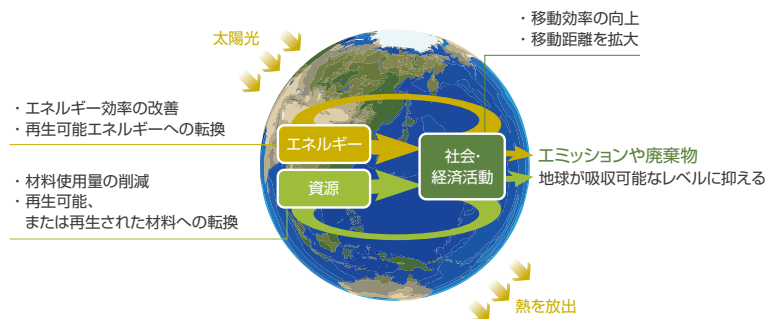 ・移動効率の向上
・移動距離を拡大
太陽光
・エネルギー効率の改善
・再生可能エネルギーへの転換
エネルギー
社会・
経済活動
エミッションや廃棄物
地球が吸収可能なレベルに抑える
・材料使用量の削減
・再生可能、
または再生された材料への転換
資源
熱を放出